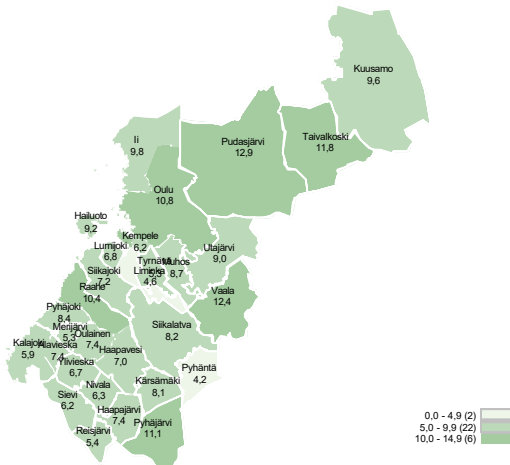 Kuusamo
9,6
Taivalkoski
11,8
Pudasjärvi
12,9
Ii
9,8
Oulu
10,8
Hailuoto
9,2
Kempele
6,2
Lumijoki
6,8
Tyrnävä
5,3
Muhos
8,7
Utajärvi
9,0
Liminka
4,6
Siikajoki
7,2
Raahe
10,4
Vaala
12,4
Pyhäjoki
8,4
Merijärvi
5,3
Oulainen
7,4
Siikalatva
8,2
Kalajoki
5,9
Alavieska
7,4
Haapavesi
7,0
Ylivieska
6,7
Pyhäntä
4,2
Nivala
6,3
Kärsämäki
8,1
Sievi
6,2
Haapajärvi
7,4
Pyhäjärvi
11,1
Reisjärvi
5,4
0,0 - 4,9 (2)
5,0 - 9,9 (22)
10,0 - 14,9 (6)